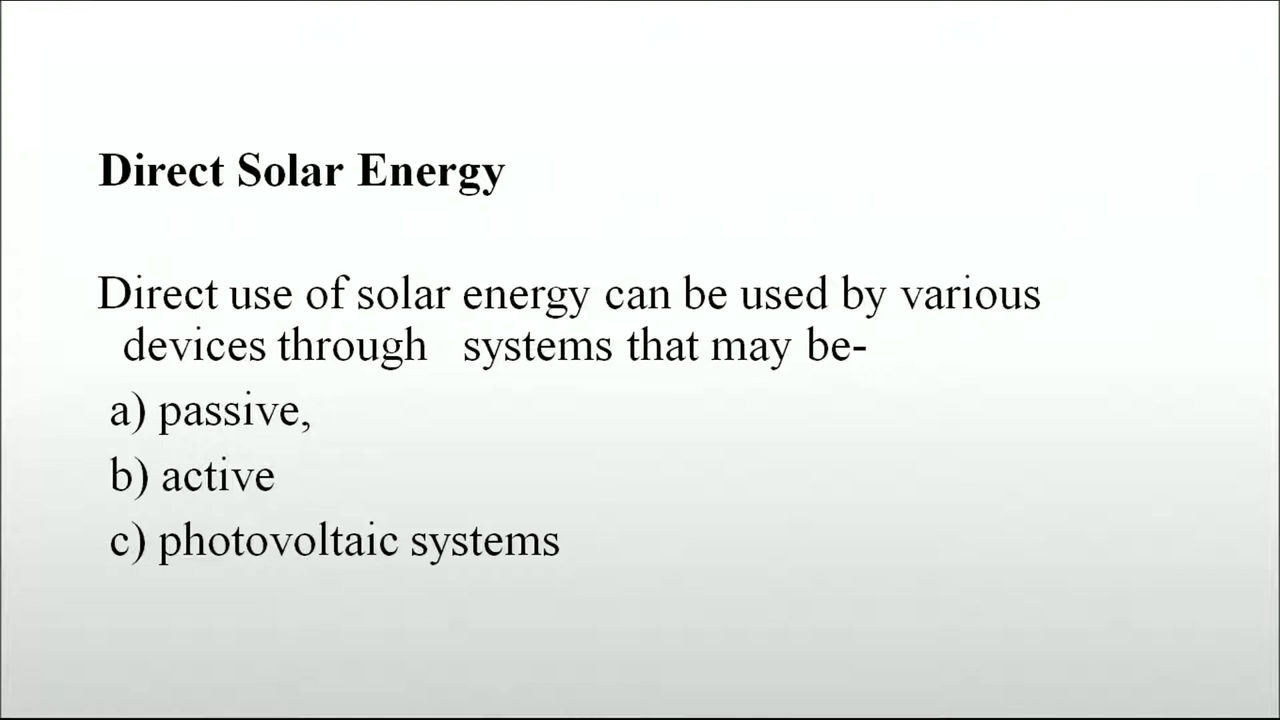 Direct Solar Energy
Direct use of solar energy can be used by various
devices through systems that may be-
a) passive,
b) active
c) photovoltaic systems